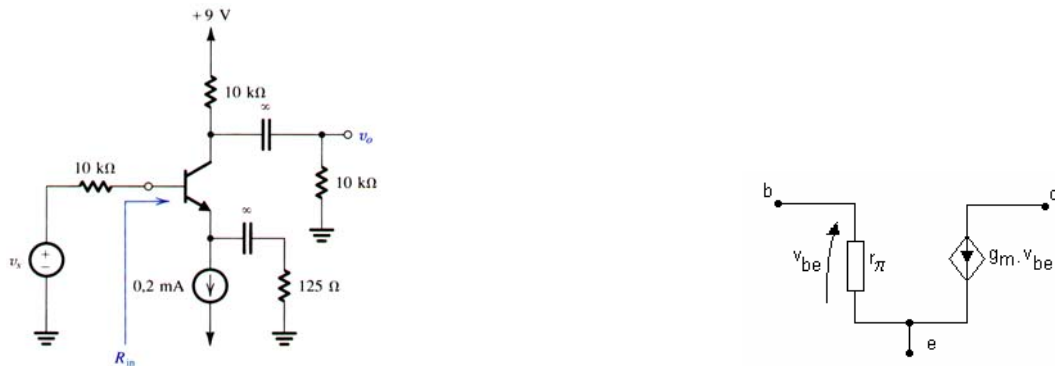 +9 V
10 kΩ
∞
v_o
10 kΩ
10 kΩ
∞
v_s
+
−
0,2 mA
125 Ω
R_in
b
c
v_be
r_π
g_m.v_be
e